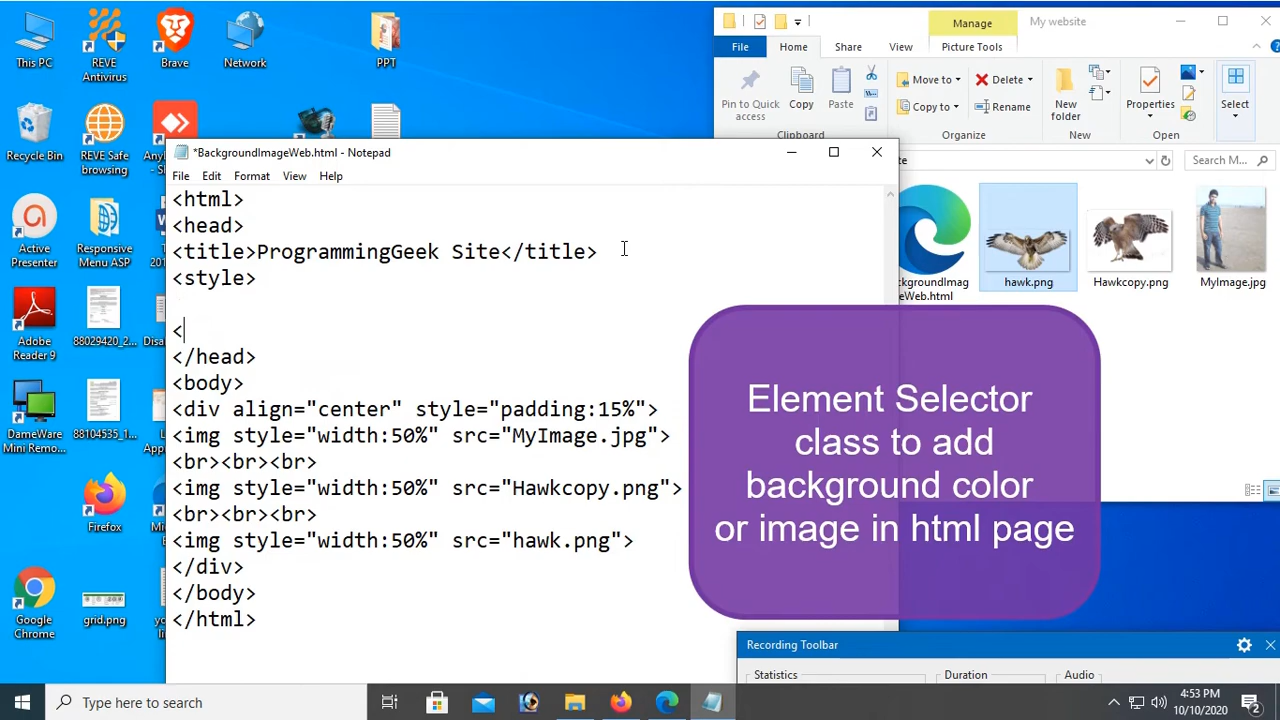 This PC
REVE
Antivirus
Brave
Network
PPT
Recycle Bin
REVE Safe
browsing
Active
Presenter
Responsive
Menu ASP
Adobe
Reader 9
88029420_2...
DameWare
Mini Remo...
88104535_1...
Firefox
Google
Chrome
grid.png
*BackgroundImageWeb.html - Notepad
File Edit Format View Help
<html>
<head>
<title>ProgrammingGeek Site</title>
<style>
<
</head>
<body>
<div align="center" style="padding:15%">
<img style="width:50%" src="MyImage.jpg">
<br><br><br>
<img style="width:50%" src="Hawkcopy.png">
<br><br><br>
<img style="width:50%" src="hawk.png">
</div>
</body>
</html>
Manage
My website
File Home Share View Picture Tools
Pin to Quick
access
Copy
Paste
Clipboard
Move to
Copy to
Delete
Rename
Organize
New
folder
New
Properties
Open
Select
Search M...
hawk.png
Hawkcopy.png
MyImage.jpg
Element Selector
class to add
background color
or image in html page
Recording Toolbar
Statistics
Duration
Audio
Type here to search
4:53 PM
10/10/2020
2